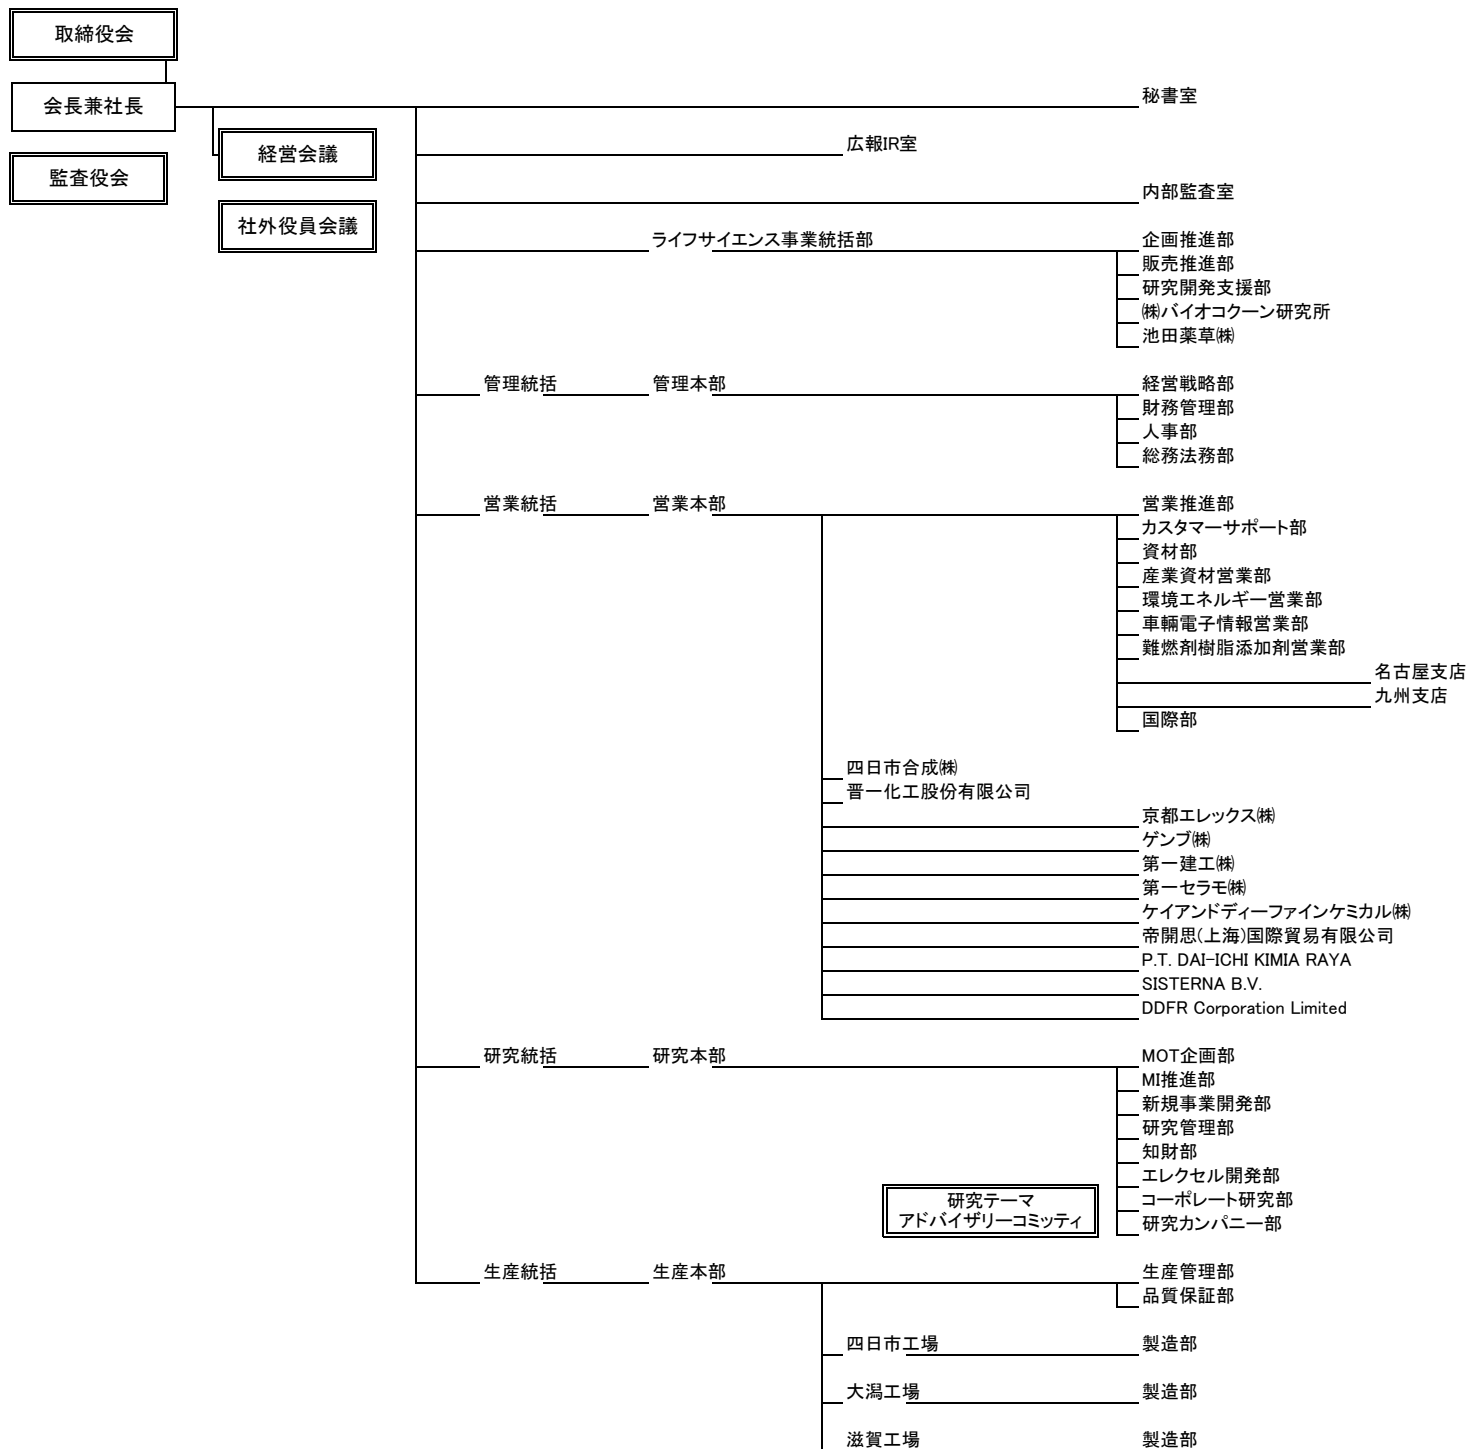 取締役会
会長兼社長
秘書室
経営会議
広報IR室
監査役会
内部監査室
社外役員会議
ライフサイエンス事業統括部
企画推進部
販売推進部
研究開発支援部
㈱バイオコクーン研究所
池田薬草㈱
管理統括
管理本部
経営戦略部
財務管理部
人事部
総務法務部
営業統括
営業本部
営業推進部
カスタマーサポート部
資材部
産業資材営業部
環境エネルギー営業部
車輌電子情報営業部
難燃剤樹脂添加剤営業部
名古屋支店
九州支店
国際部
四日市合成㈱
晋一化工股份有限公司
京都エレックス㈱
ゲンブ㈱
第一建工㈱
第一セラモ㈱
ケイアンドディーファインケミカル㈱
帝開思(上海)国際貿易有限公司
P.T. DAI-ICHI KIMIA RAYA
SISTERNA B.V.
DDFR Corporation Limited
研究統括
研究本部
MOT企画部
MI推進部
新規事業開発部
研究管理部
知財部
エレクセル開発部
コーポレート研究部
研究カンパニー部
研究テーマ
アドバイザリーコミッティ
生産統括
生産本部
生産管理部
品質保証部
四日市工場
製造部
大潟工場
製造部
滋賀工場
製造部